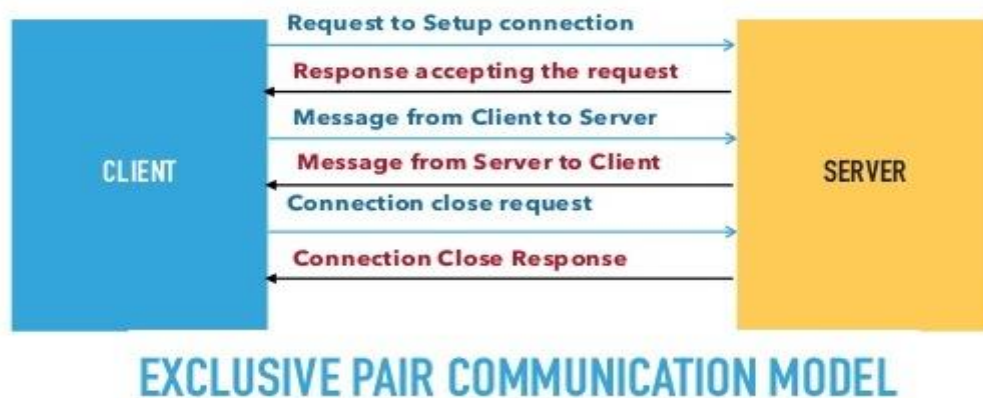 Request to Setup connection
Response accepting the request
Message from Client to Server
CLIENT
Message from Server to Client
SERVER
Connection close request
Connection Close Response
EXCLUSIVE PAIR COMMUNICATION MODEL